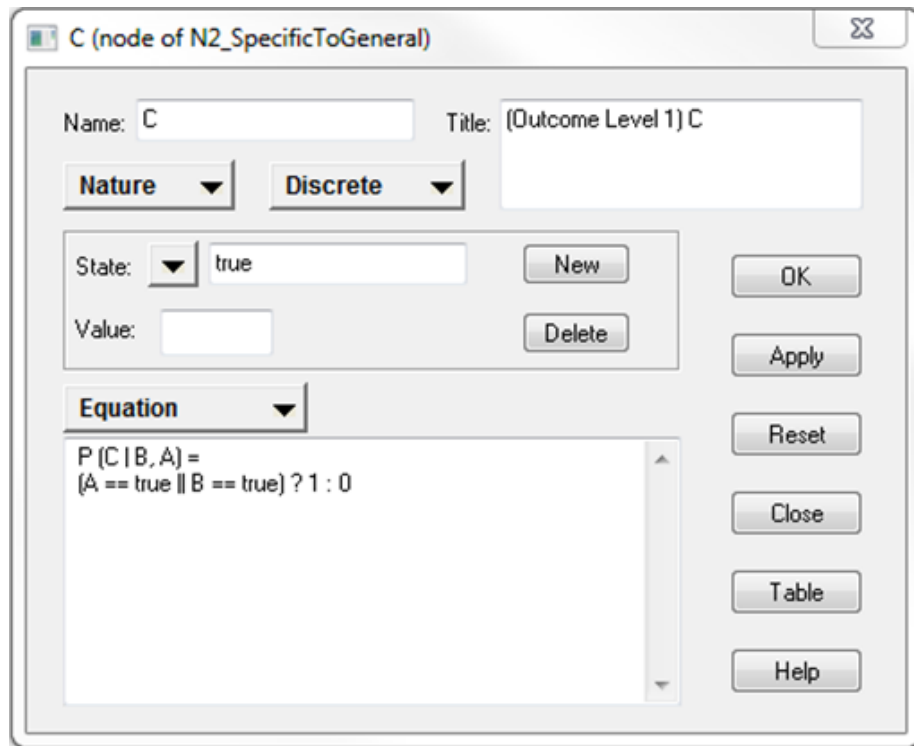 C (node of N2_SpecificToGeneral)
Name: C
Title: (Outcome Level 1) C
Nature
Discrete
State: true
New
Value:
Delete
OK
Apply
Reset
Close
Table
Help
Equation
P (C | B, A) =
(A == true || B == true) ? 1 : 0